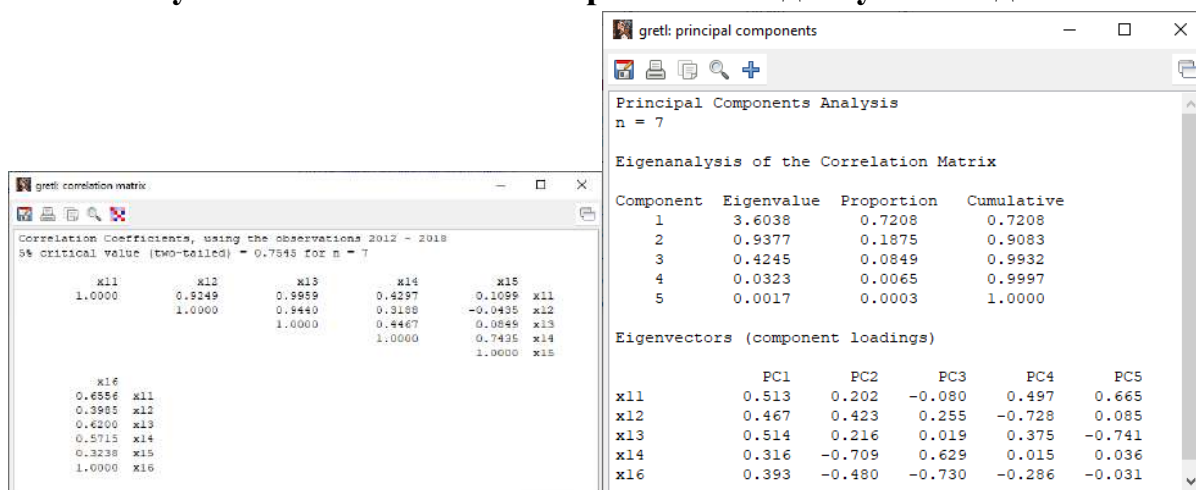 gretl: correlation matrix
Correlation Coefficients, using the observations 2012 - 2018
5% critical value (two-tailed) = 0.7545 for n = 7
x11 x12 x13 x14 x15
1.0000 0.9249 0.9959 0.4297 0.1099 x11
1.0000 0.9440 0.3188 -0.0435 x12
1.0000 0.4467 0.0849 x13
1.0000 0.7435 x14
1.0000 x15
x16
0.6556 x11
0.3985 x12
0.6200 x13
0.5715 x14
0.3238 x15
1.0000 x16
gretl: principal components
Principal Components Analysis
n = 7
Eigenanalysis of the Correlation Matrix
Component Eigenvalue Proportion Cumulative
1 3.6038 0.7208 0.7208
2 0.9377 0.1875 0.9083
3 0.4245 0.0849 0.9932
4 0.0323 0.0065 0.9997
5 0.0017 0.0003 1.0000
Eigenvectors (component loadings)
PC1 PC2 PC3 PC4 PC5
x11 0.513 0.202 -0.080 0.497 0.665
x12 0.467 0.423 0.255 -0.728 0.085
x13 0.514 0.216 0.019 0.375 -0.741
x14 0.316 -0.709 0.629 0.015 0.036
x16 0.393 -0.480 -0.730 -0.286 -0.031